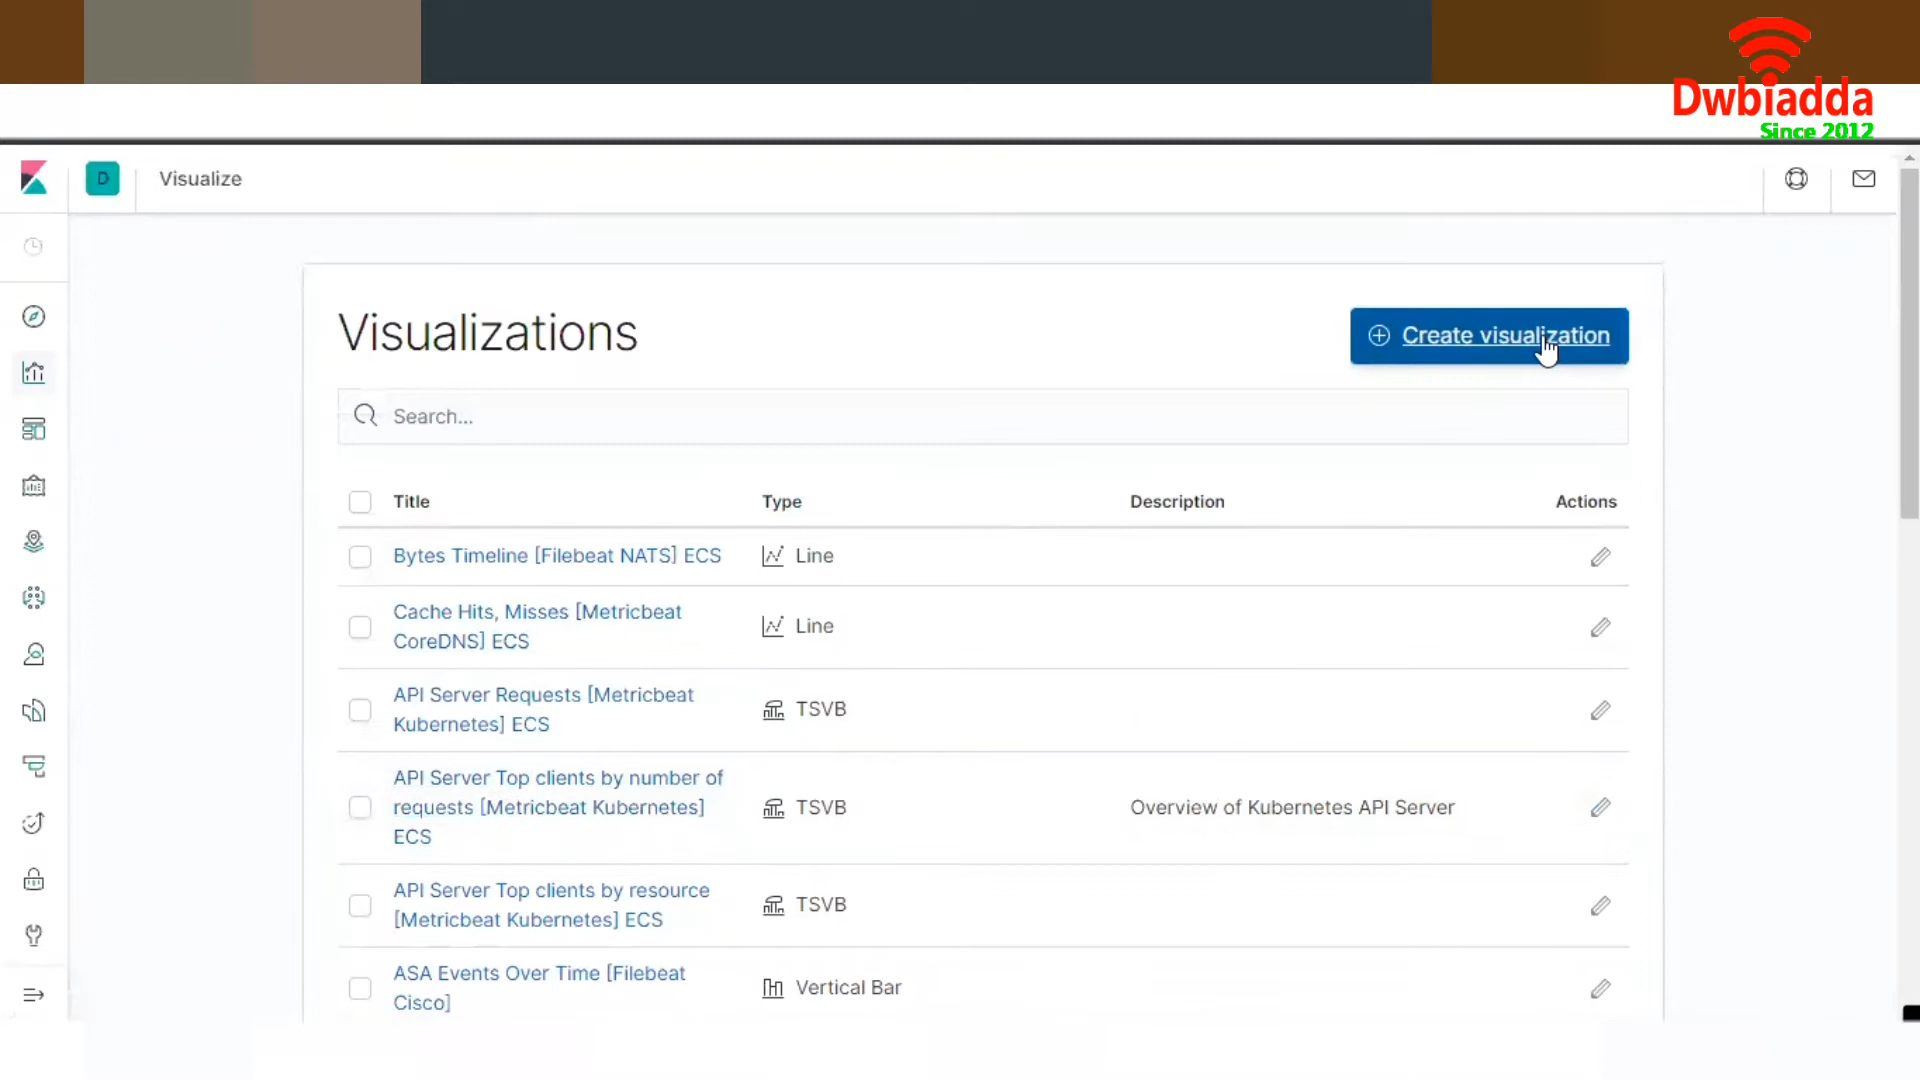 Dwbiadda
Since 2012
D
Visualize
Visualizations
Create visualization
Search...
Title Type Description Actions
Bytes Timeline [Filebeat NATS] ECS Line
Cache Hits, Misses [Metricbeat
CoreDNS] ECS
Line
API Server Requests [Metricbeat
Kubernetes] ECS
TSVB
API Server Top clients by number of
requests [Metricbeat Kubernetes]
ECS
TSVB
Overview of Kubernetes API Server
API Server Top clients by resource
[Metricbeat Kubernetes] ECS
TSVB
ASA Events Over Time [Filebeat
Cisco]
Vertical Bar